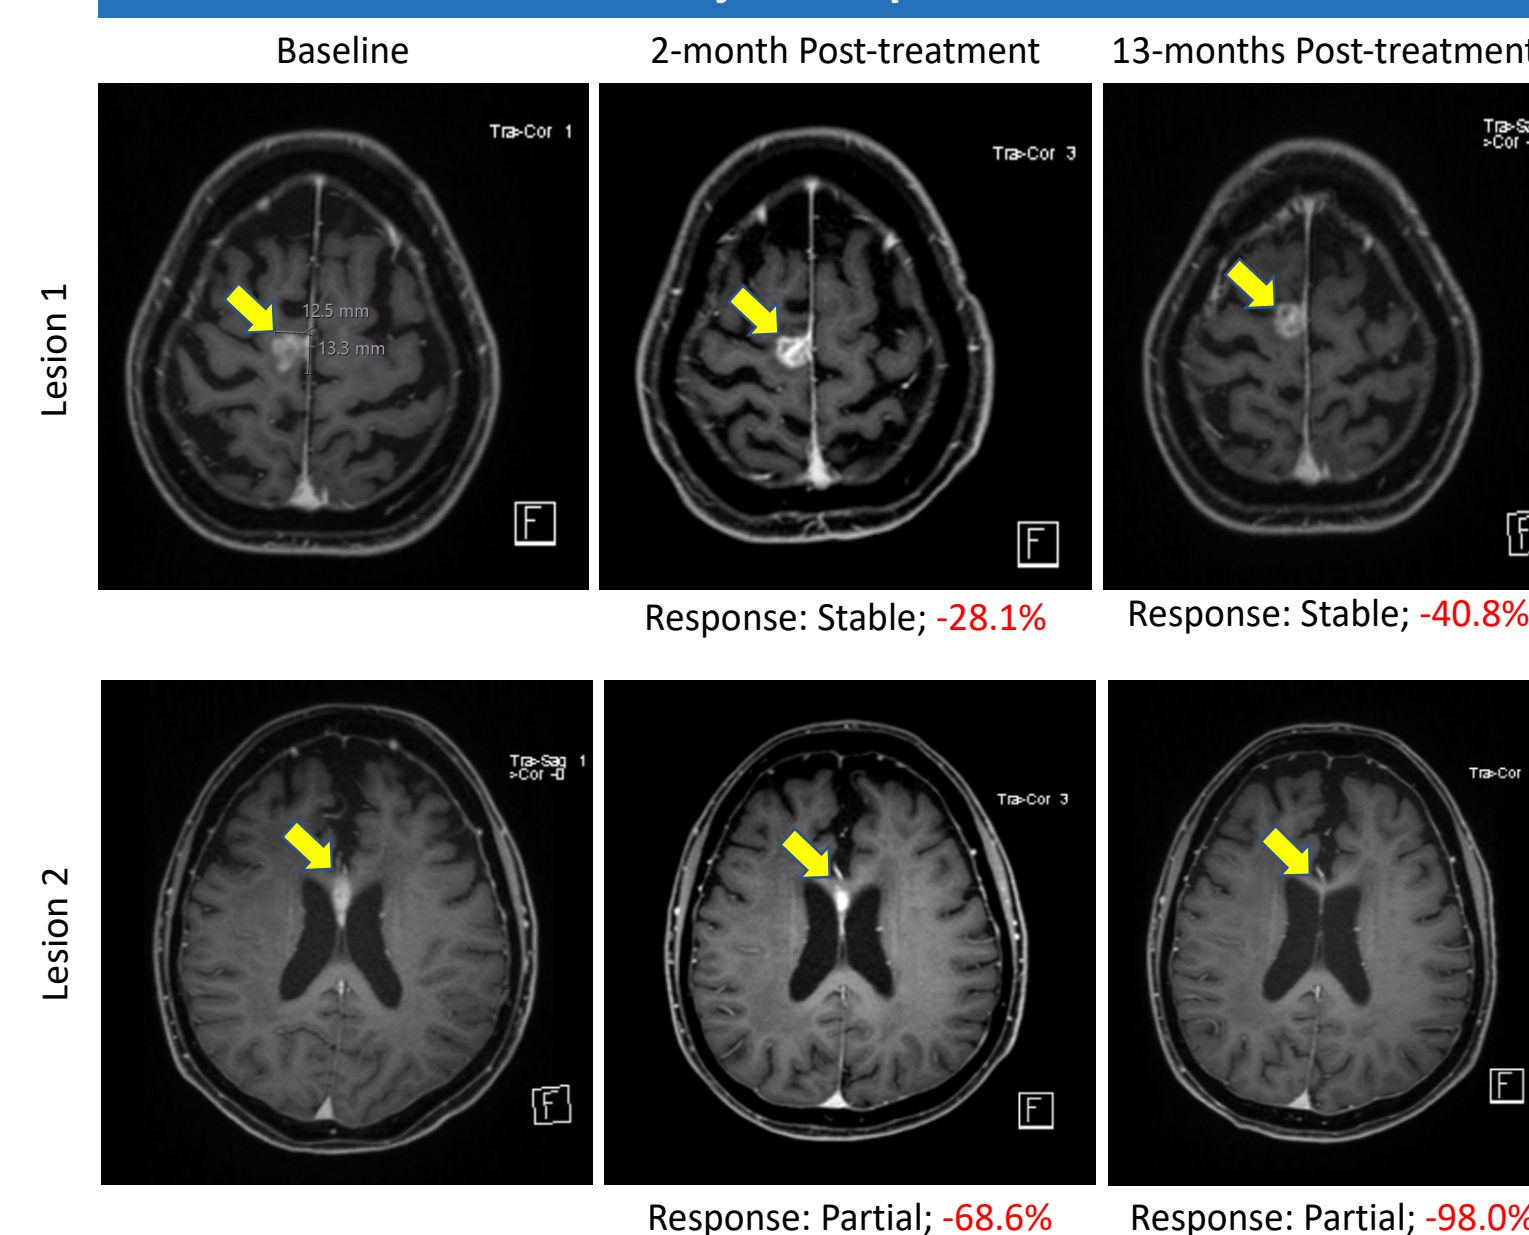 Baseline
2-month Post-treatment
13-months Post-treatment
Lesion 1
Tra>Cor 1
12.5 mm
13.3 mm
F
Tra>Cor 3
F
>Cor
F
Response: Stable; -28.1%
Response: Stable; -40.8%
Lesion 2
Tra>Sag 1
>Cor -0
F
Tra>Cor 3
F
Tra>Cor
F
Response: Partial; -68.6%
Response: Partial; -98.0%